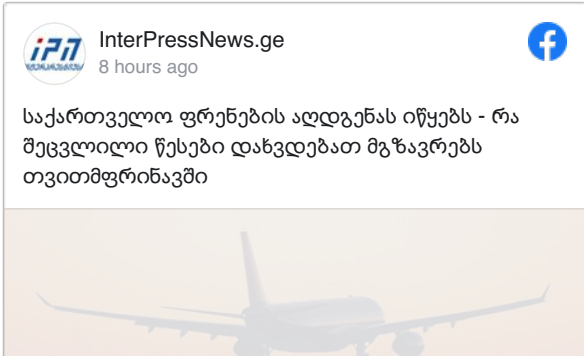 InterPressNews.ge
8 hours ago
საქართველო ფრენების აღდგენას იწყებს - რა
შეცვლილი წესები დახვდებათ მგზავრებს
თვითმფრინავში